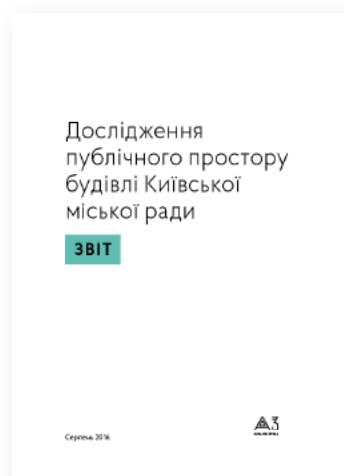 Дослідження
публічного простору
будівлі Київської
міської ради
ЗВІТ
Серпень 2016